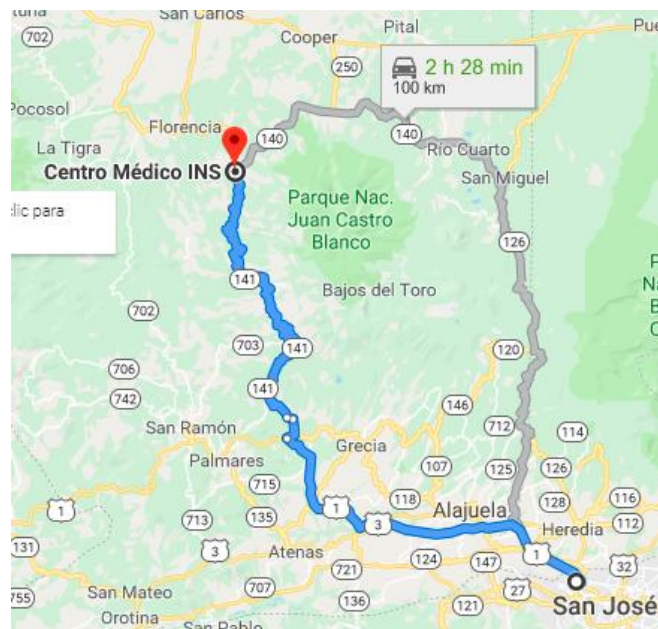 San Carlos
702
Cooper
Pital
250
2 h 28 min
100 km
Pocosol
Florencia
140
140
La Tigra
Río Cuarto
Centro Médico INS
San Miguel
clic para
Parque Nac.
Juan Castro
Blanco
126
141
Bajos del Toro
702
703
141
120
706
141
742
146
San Ramón
712
114
Grecia
Palmares
107
125
126
116
715
1
1
118
Alajuela
128
713
135
3
Heredia
112
131
3
Atenas
124
147
1
32
721
San Mateo
707
27
755
Orotina
136
121
San José
San Pablo